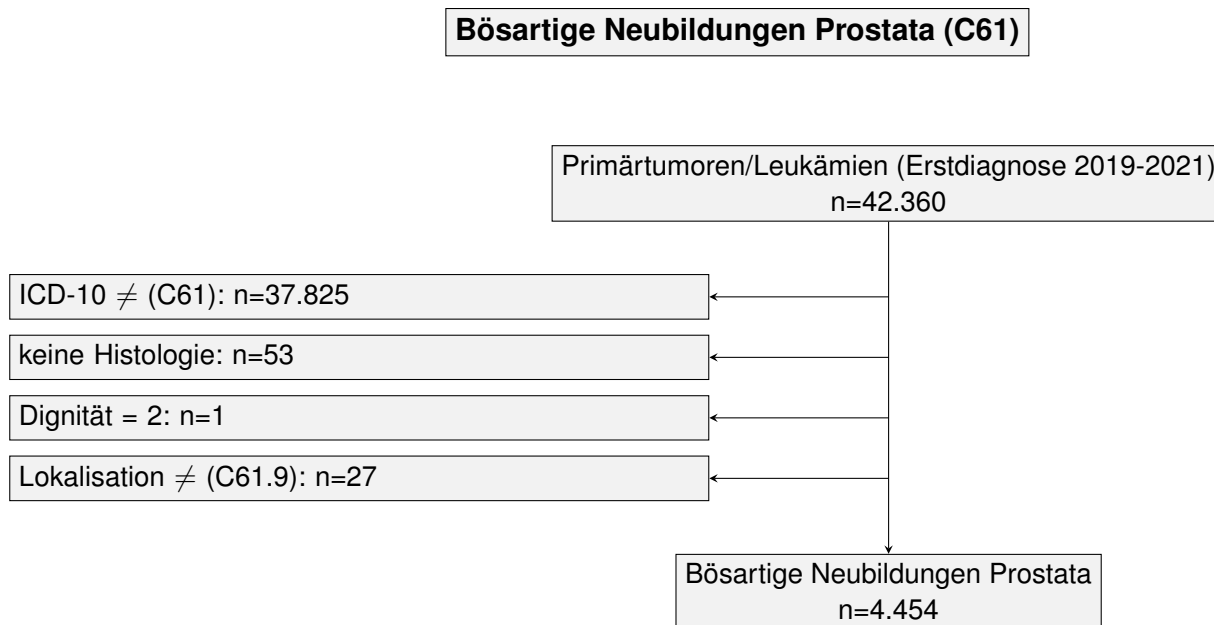 Bösartige Neubildungen Prostata (C61)
Primärtumoren/Leukämien (Erstdiagnose 2019-2021)
n=42.360
ICD-10 ≠ (C61): n=37.825
keine Histologie: n=53
Dignität = 2: n=1
Lokalisation ≠ (C61.9): n=27
Bösartige Neubildungen Prostata
n=4.454